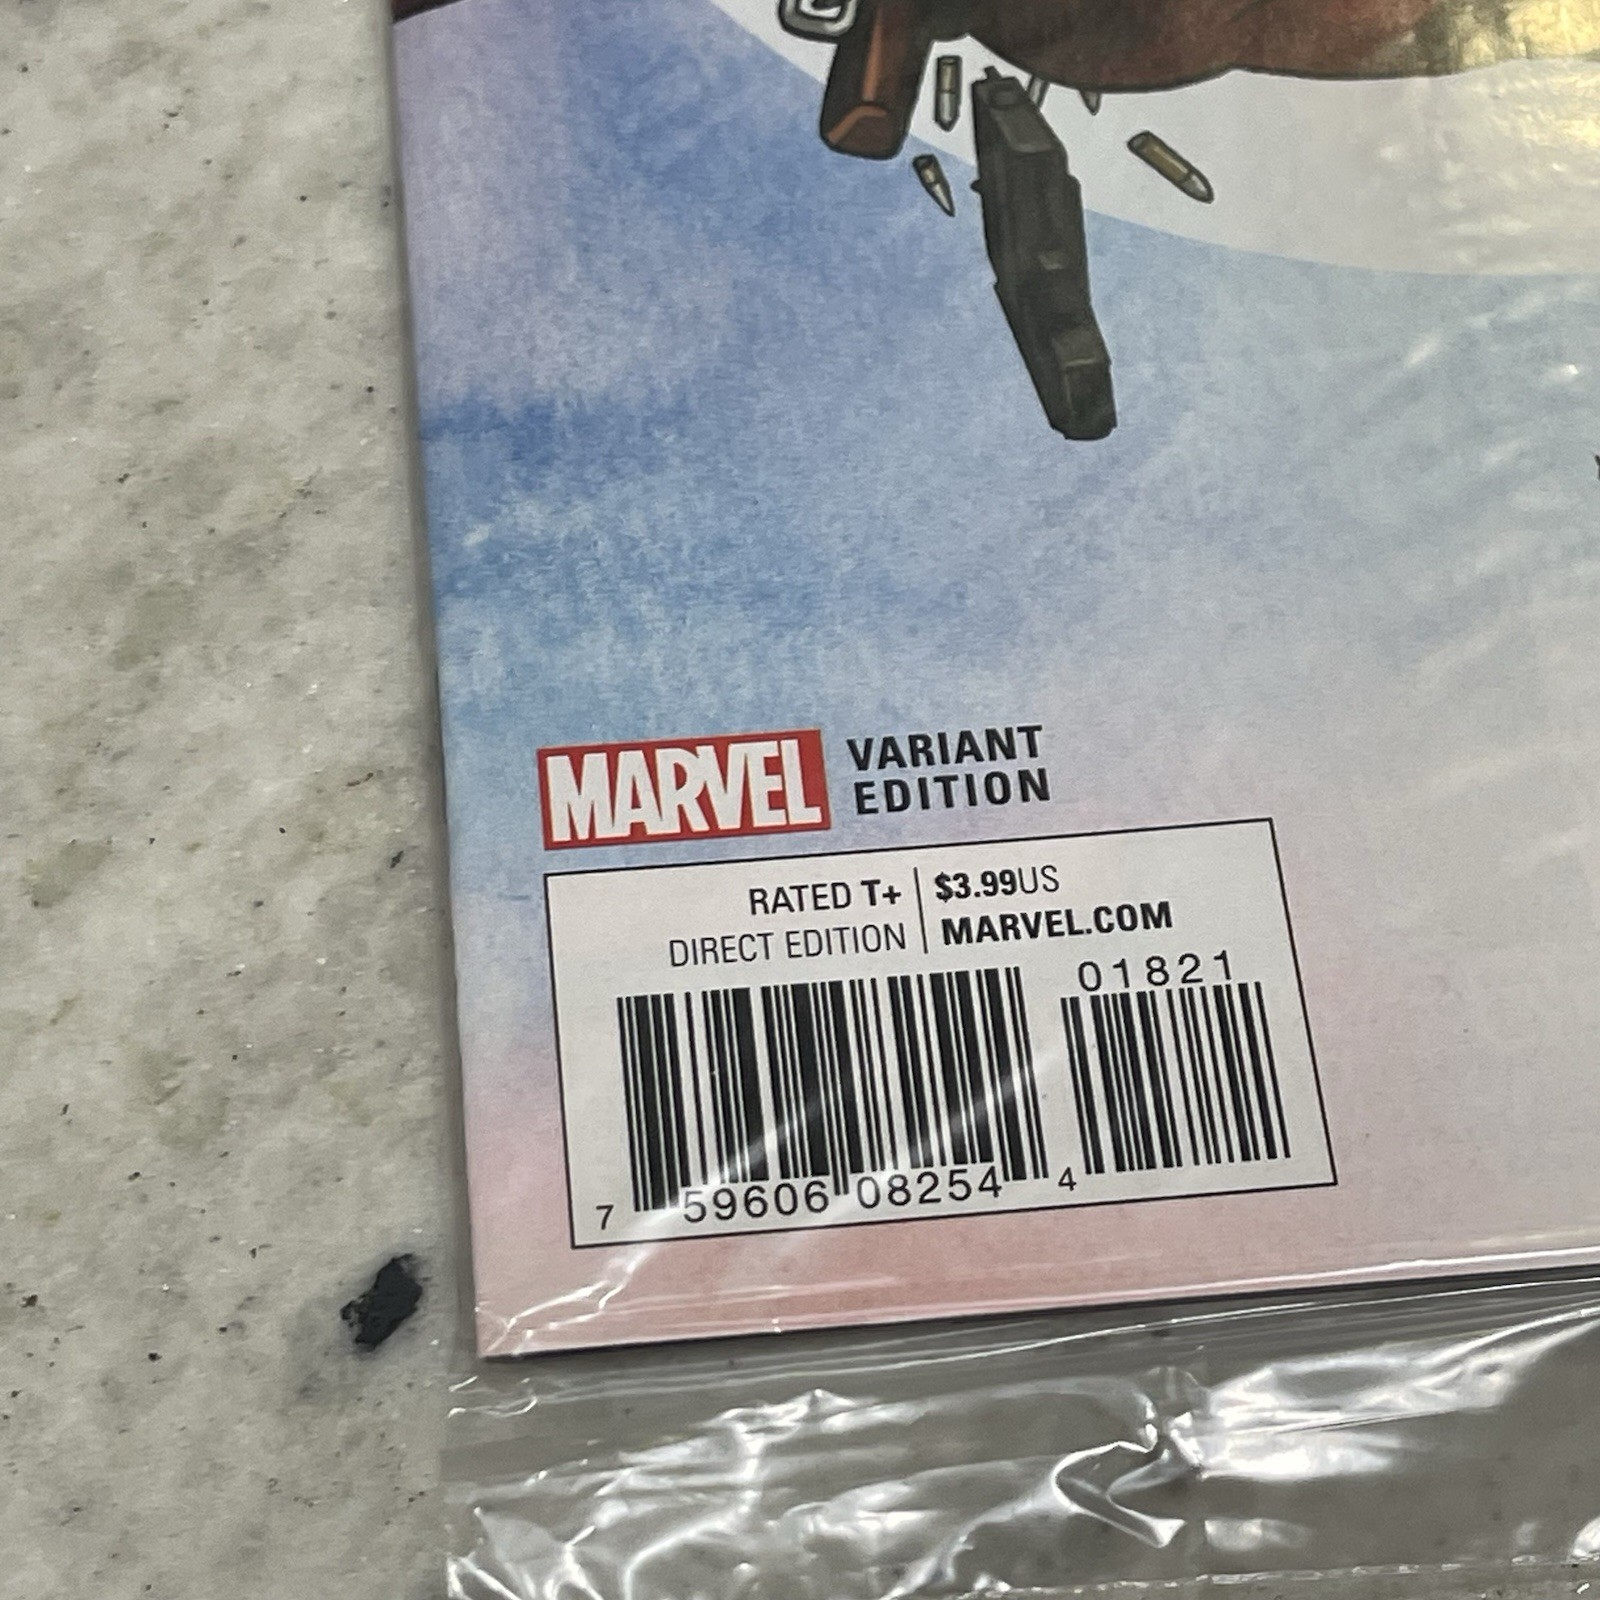 MARVEL
VARIANT
EDITION
RATED T+
DIRECT EDITION
$3.99US
MARVEL.COM
01821
7 59606 08254 4